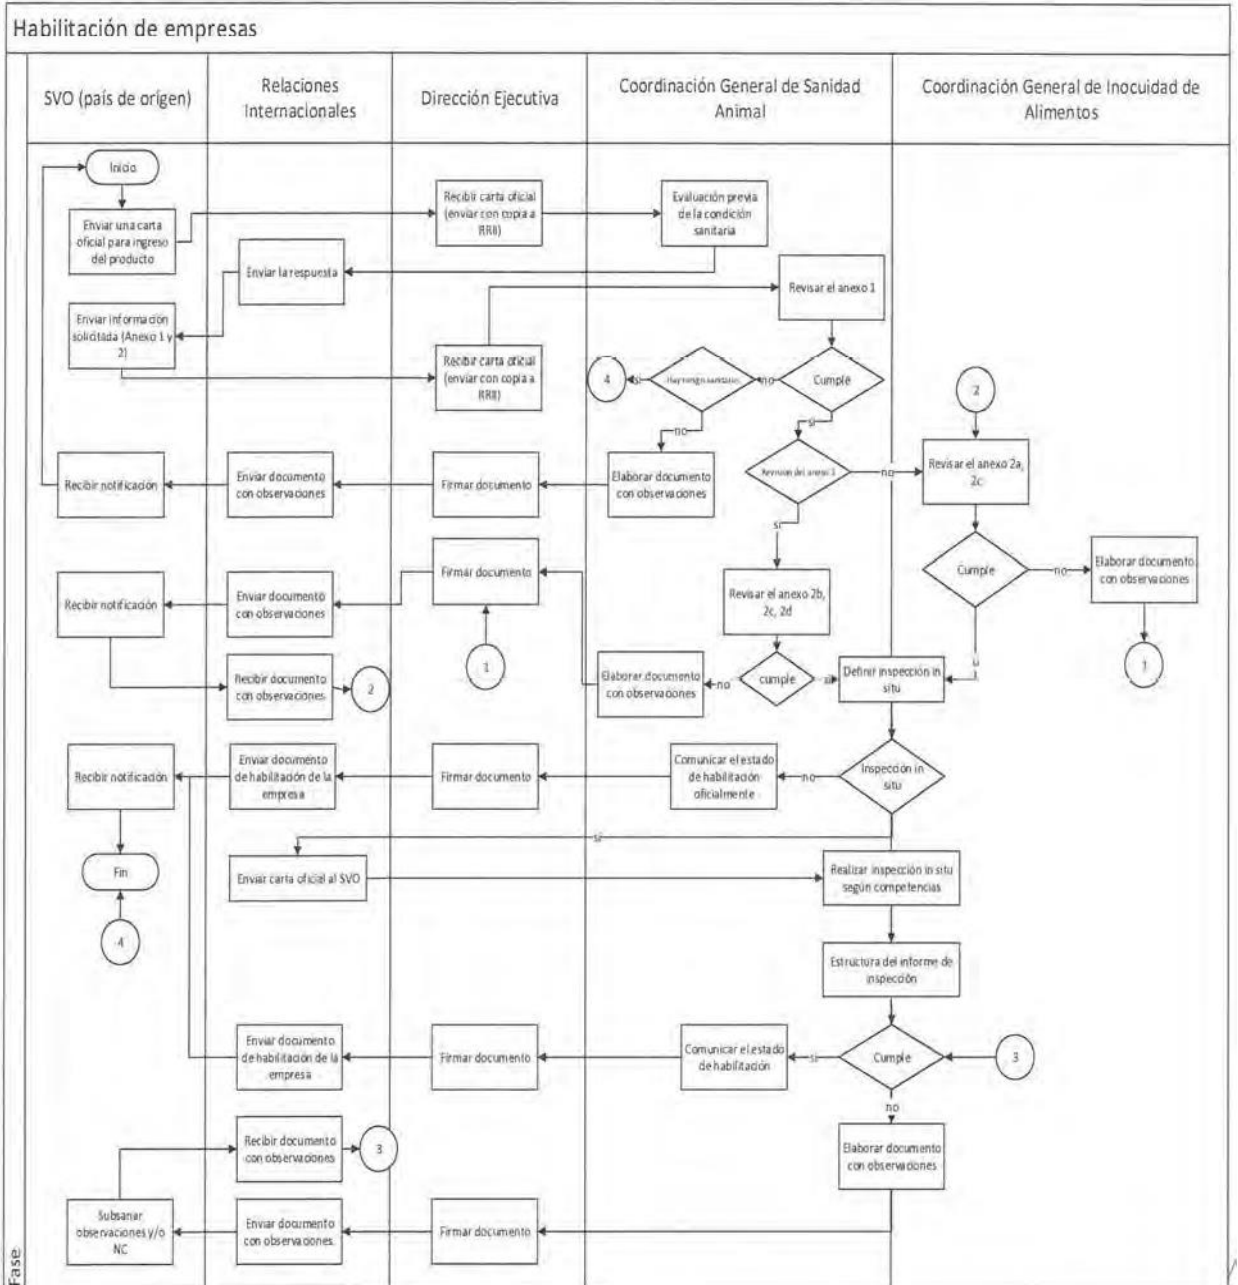 Habilitación de empresas
SVO (país de origen)
Relaciones
Internacionales
Dirección Ejecutiva
Coordinación General de Sanidad
Animal
Coordinación General de Inocuidad de
Alimentos
Inicio
Enviar una carta
oficial para ingreso
del producto
Recibir carta oficial
(enviar con copia a
RRII)
Evaluación previa
de la condición
sanitaria
Enviar la respuesta
Revisar el anexo 1
Enviar información
solicitada (Anexo 1 y
2)
Recibir carta oficial
(enviar con copia a
RRII)
4
si
Hay riesgo sanitario
no
Cumple
2
no
si
Recibir notificación
Enviar documento
con observaciones
Firmar documento
Elaborar documento
con observaciones
Revisión del anexo 2
no
Revisar el anexo 2a,
2c
si
Recibir notificación
Enviar documento
con observaciones
Firmar documento
Revisar el anexo 2b,
2c, 2d
Cumple
no
Elaborar documento
con observaciones
1
si
1
Recibir documento
con observaciones
2
Elaborar documento
con observaciones
no
cumple
si
Definir inspección in
situ
Recibir notificación
Enviar documento
de habilitación de la
empresa
Firmar documento
Comunicar el estado
de habilitación
oficialmente
no
Inspección in
situ
si
Fin
Enviar carta oficial al SVO
Realizar inspección in situ
según competencias
4
Estructura del informe de
inspección
Enviar documento
de habilitación de la
empresa
Firmar documento
Comunicar el estado
de habilitación
si
Cumple
3
no
Recibir documento
con observaciones
3
Elaborar documento
con observaciones
Subsanar
observaciones y/o
NC
Enviar documento
con observaciones
Firmar documento
Fase